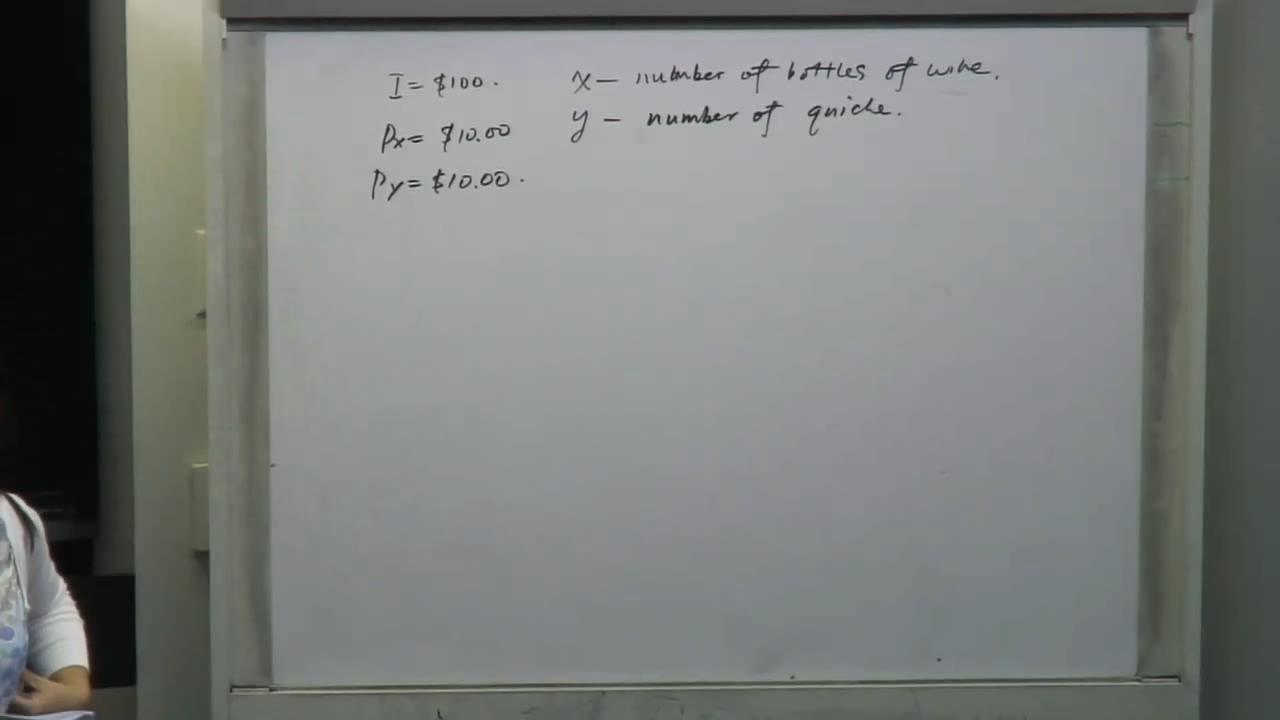 I = $100.
x – number of bottles of wine.
Px = $10.00
y – number of quiche.
Py = $10.00.